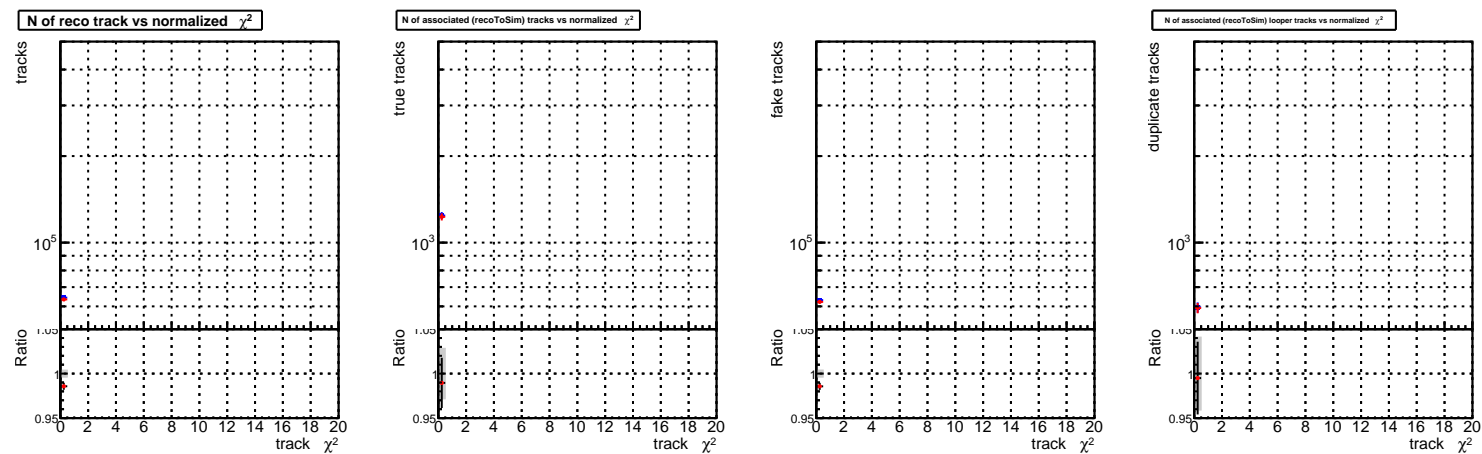 N of reco track vs normalized χ²
tracks
10⁵
Ratio
1.05
1
0.95
0 2 4 6 8 10 12 14 16 18 20
track χ²
N of associated (recoToSim) tracks vs normalized χ²
true tracks
10³
Ratio
1.05
1
0.95
0 2 4 6 8 10 12 14 16 18 20
track χ²
fake tracks
10⁵
Ratio
1.05
1
0.95
0 2 4 6 8 10 12 14 16 18 20
track χ²
N of associated (recoToSim) looper tracks vs normalized χ²
duplicate tracks
10³
Ratio
1.05
1
0.95
0 2 4 6 8 10 12 14 16 18 20
track χ²